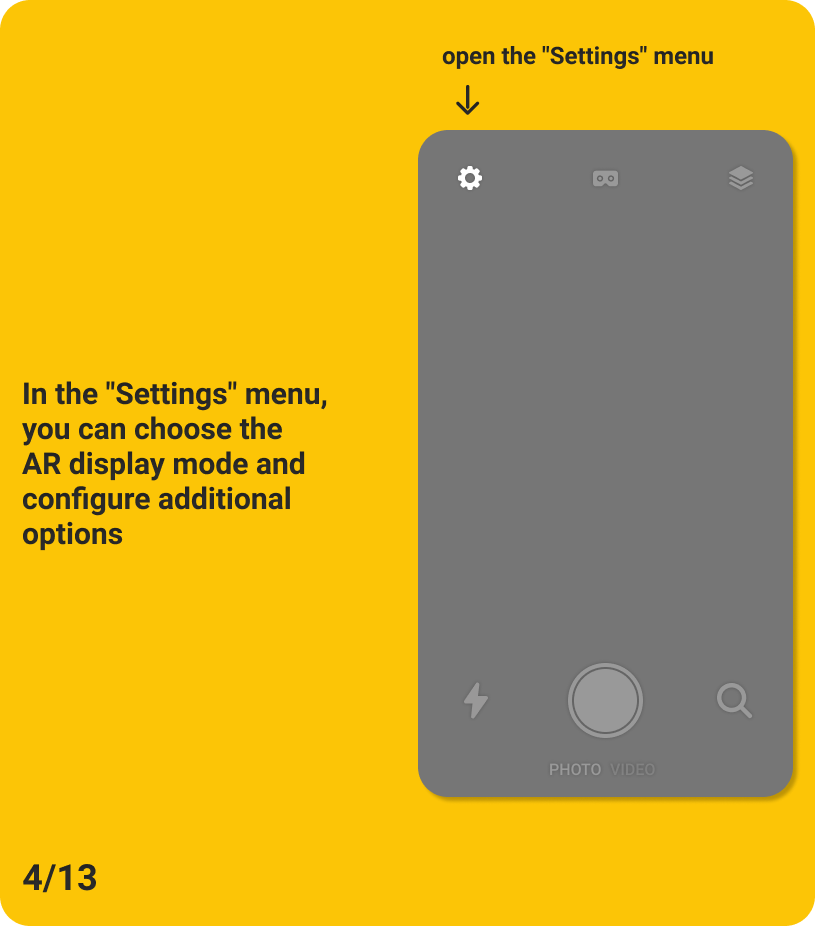 open the "Settings" menu
In the "Settings" menu,
you can choose the
AR display mode and
configure additional
options
PHOTO VIDEO
4/13